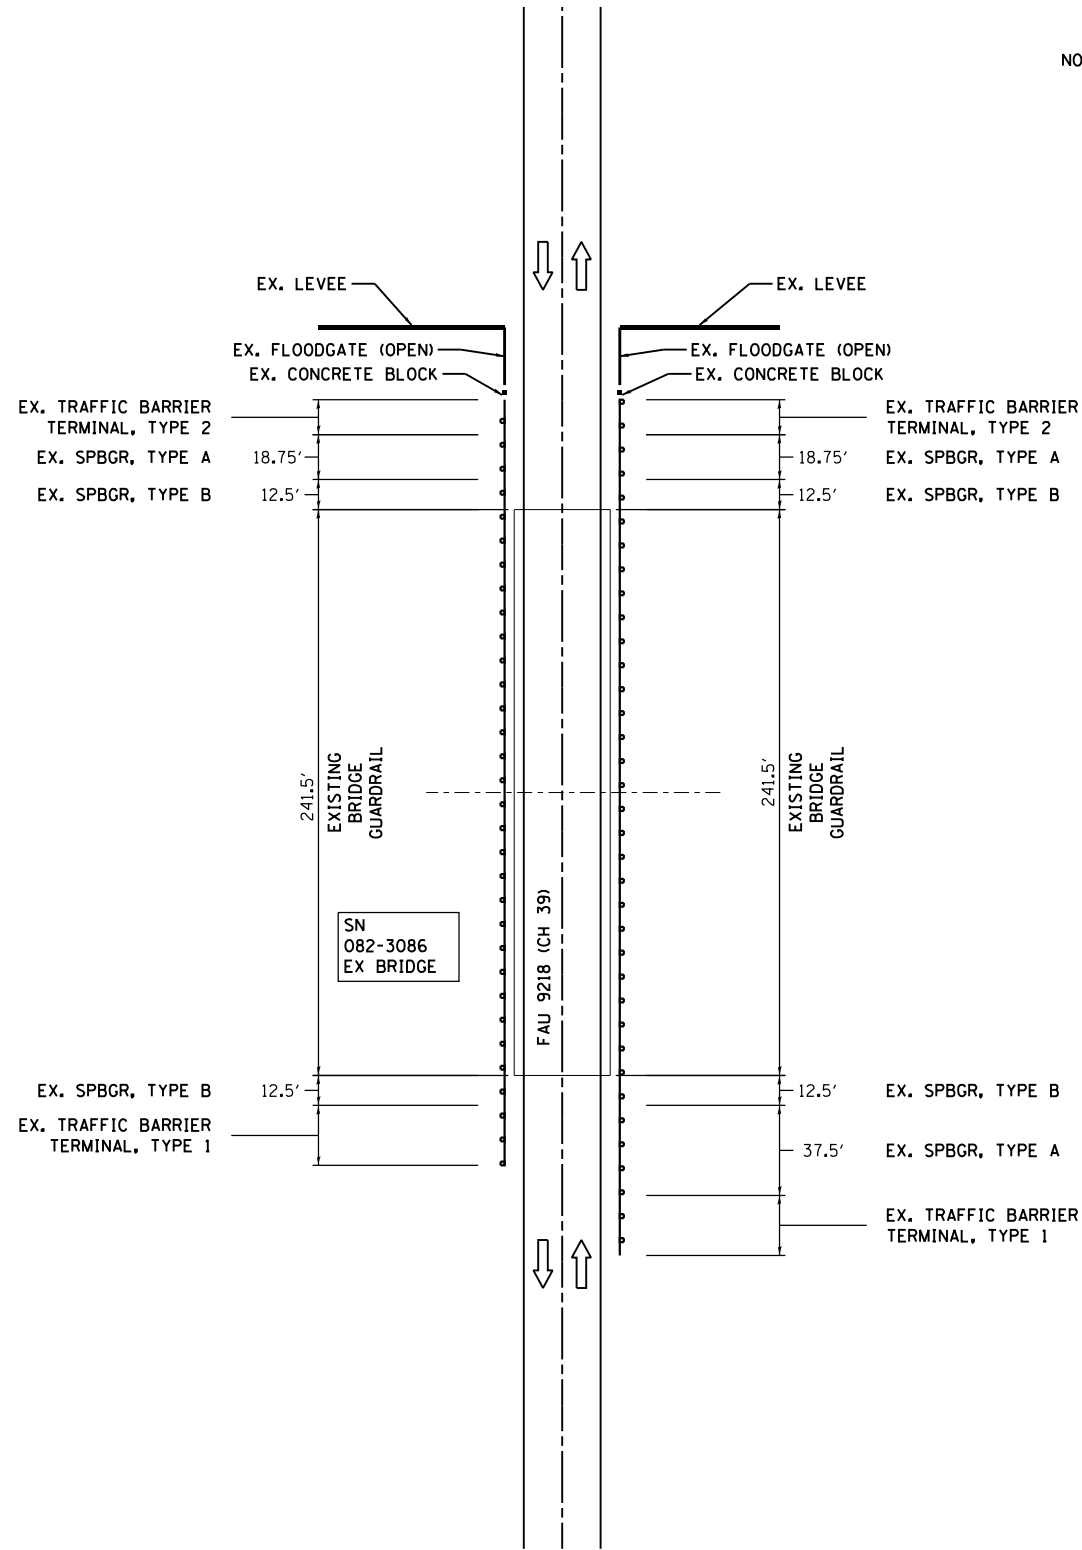 NO
EX. LEVEE
EX. LEVEE
EX. FLOODGATE (OPEN)
EX. FLOODGATE (OPEN)
EX. CONCRETE BLOCK
EX. CONCRETE BLOCK
EX. TRAFFIC BARRIER
TERMINAL, TYPE 2
EX. TRAFFIC BARRIER
TERMINAL, TYPE 2
EX. SPBGR, TYPE A
18.75'
18.75'
EX. SPBGR, TYPE A
EX. SPBGR, TYPE B
12.5'
12.5'
EX. SPBGR, TYPE B
241.5'
EXISTING
BRIDGE
GUARDRAIL
241.5'
EXISTING
BRIDGE
GUARDRAIL
SN
082-3086
EX BRIDGE
FAU 9218 (CH 39)
EX. SPBGR, TYPE B
12.5'
12.5'
EX. SPBGR, TYPE B
EX. TRAFFIC BARRIER
TERMINAL, TYPE 1
37.5'
EX. SPBGR, TYPE A
EX. TRAFFIC BARRIER
TERMINAL, TYPE 1